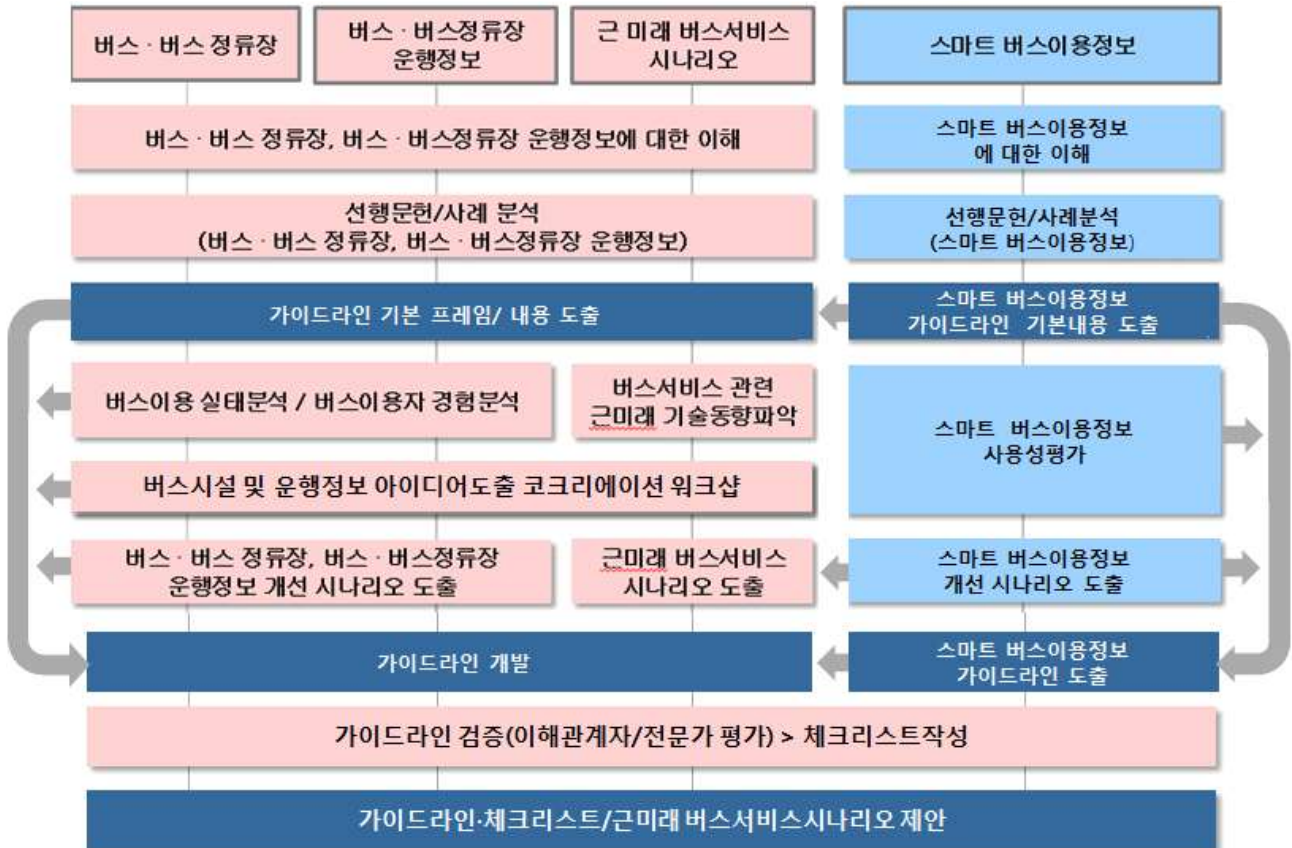 버스 · 버스 정류장
버스 · 버스정류장
운행정보
근 미래 버스서비스
시나리오
스마트 버스이용정보
버스 · 버스 정류장, 버스 · 버스정류장 운행정보에 대한 이해
스마트 버스이용정보
에 대한 이해
선행문헌/사례 분석
(버스 · 버스 정류장, 버스 · 버스정류장 운행정보)
선행문헌/사례분석
(스마트 버스이용정보)
가이드라인 기본 프레임/ 내용 도출
스마트 버스이용정보
가이드라인 기본내용 도출
버스이용 실태분석 / 버스이용자 경험분석
버스서비스 관련
근미래 기술동향파악
스마트 버스이용정보
사용성평가
버스시설 및 운행정보 아이디어도출 코크리에이션 워크샵
버스 · 버스 정류장, 버스 · 버스정류장
운행정보 개선 시나리오 도출
근미래 버스서비스
시나리오 도출
스마트 버스이용정보
개선 시나리오 도출
가이드라인 개발
스마트 버스이용정보
가이드라인 도출
가이드라인 검증(이해관계자/전문가 평가) > 체크리스트작성
가이드라인·체크리스트/근미래 버스서비스시나리오 제안